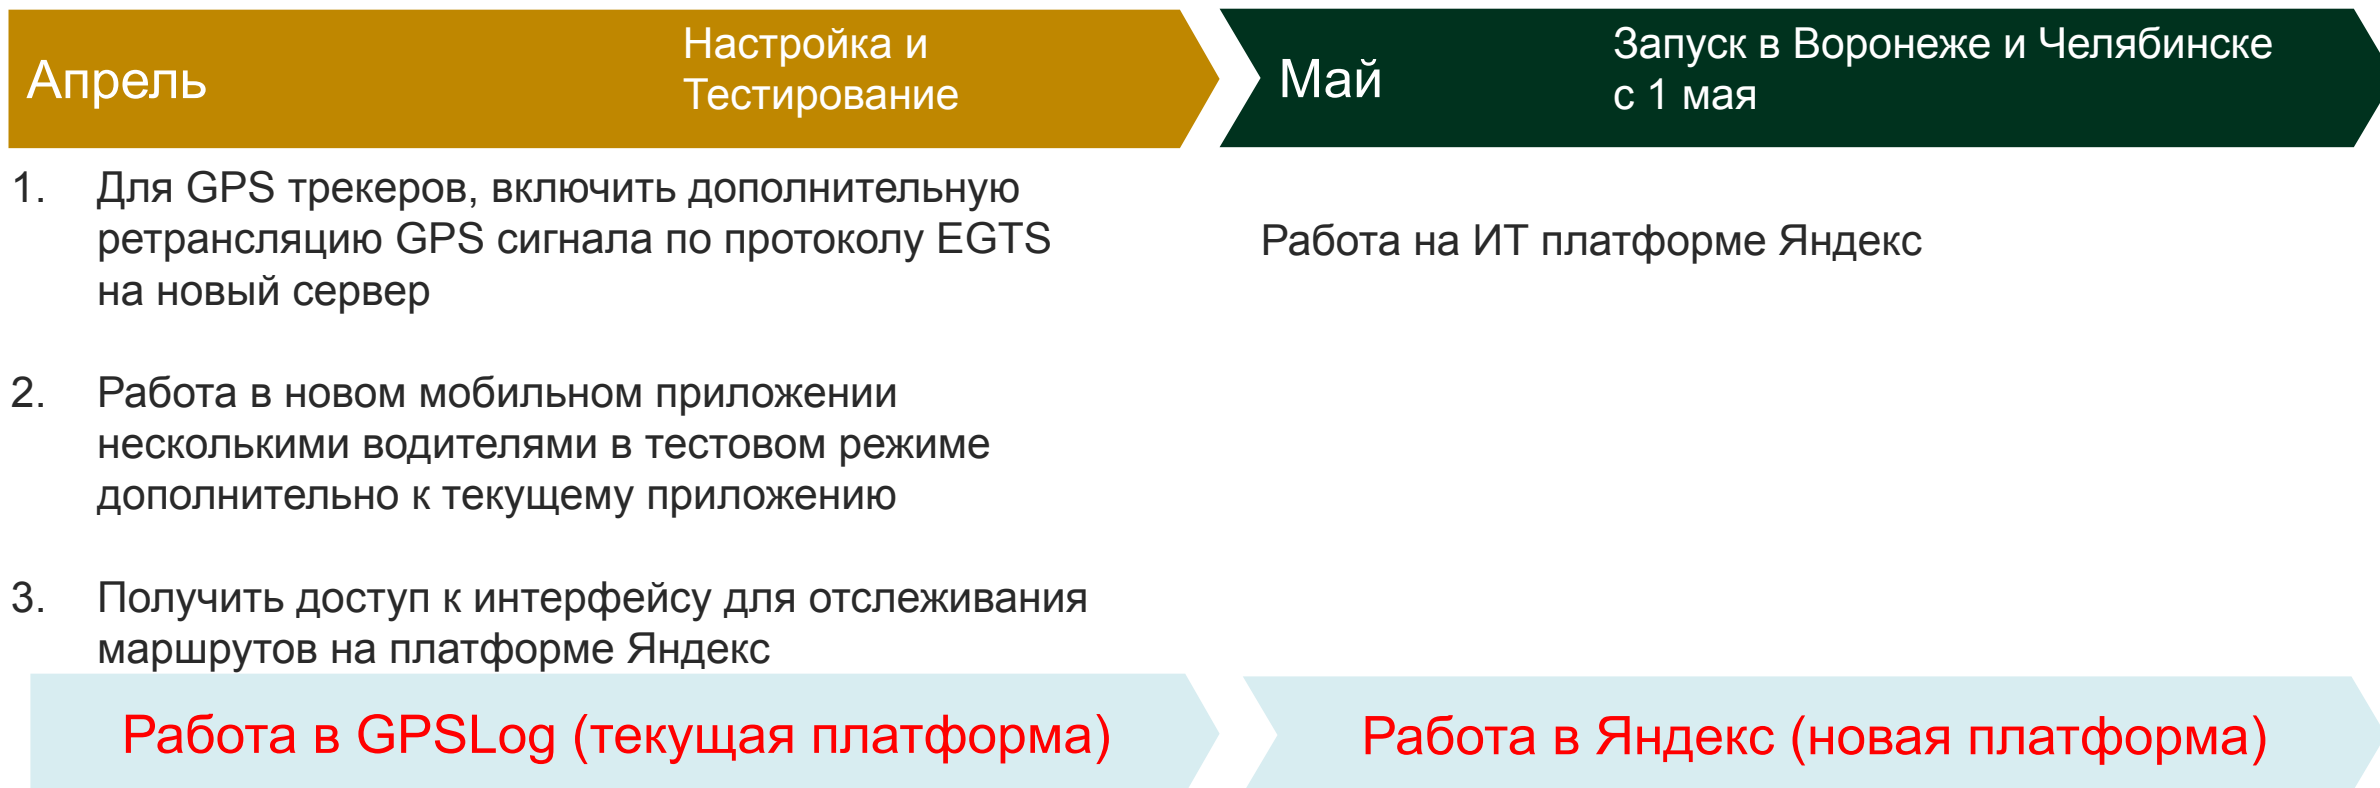 Апрель
Настройка и
Тестирование
Май
Запуск в Воронеже и Челябинске
с 1 мая
1. Для GPS трекеров, включить дополнительную
ретрансляцию GPS сигнала по протоколу EGTS
на новый сервер
2. Работа в новом мобильном приложении
несколькими водителями в тестовом режиме
дополнительно к текущему приложению
3. Получить доступ к интерфейсу для отслеживания
маршрутов на платформе Яндекс
Работа на ИТ платформе Яндекс
Работа в GPSLog (текущая платформа)
Работа в Яндекс (новая платформа)